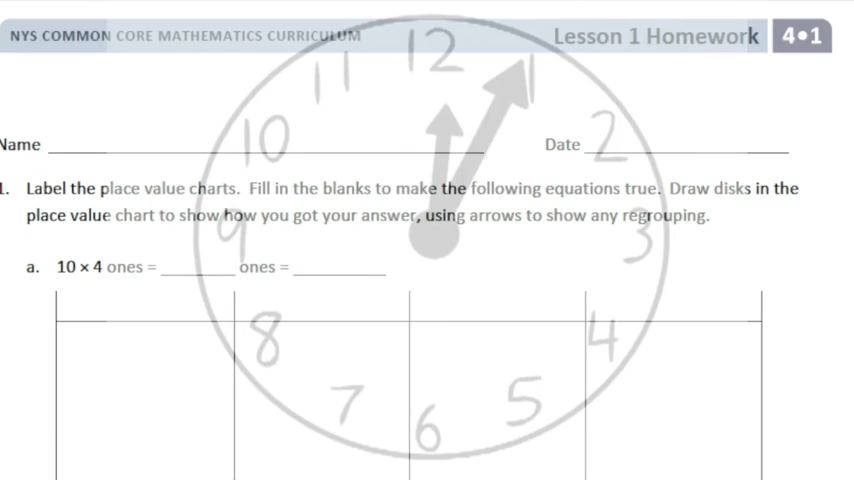 NYS COMMON CORE MATHEMATICS CURRICULUM Lesson 1 Homework 4•1
Name Date
1. Label the place value charts. Fill in the blanks to make the following equations true. Draw disks in the
place value chart to show how you got your answer, using arrows to show any regrouping.
a. 10 × 4 ones = ________ ones = __________
12
11 1
10 2
9 3
8 4
7 5
6